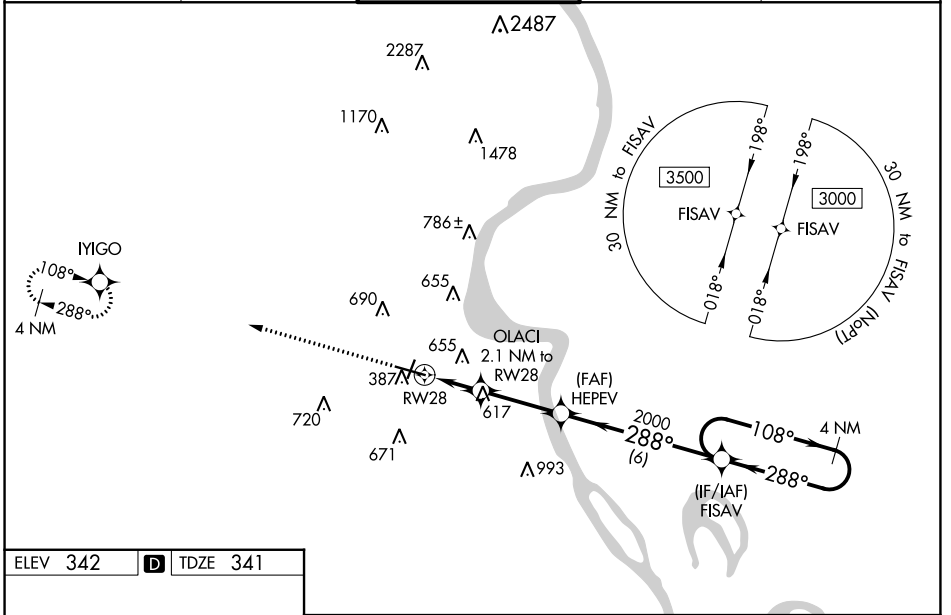 2487
2287
1170
1478
786±
IYIGO
108°
288°
4 NM
690
655
655
OLACI
2.1 NM to
RW28
387
RW28
617
(FAF)
HEPEV
2000
288°
(6)
720
671
993
108°
4 NM
288°
(IF/IAF)
FISAV
30 NM to FISAV
3500
198°
FISAV
018°
198°
3000
FISAV
018°
30 NM to FISAV (NoPT)
ELEV 342 D TDZE 341